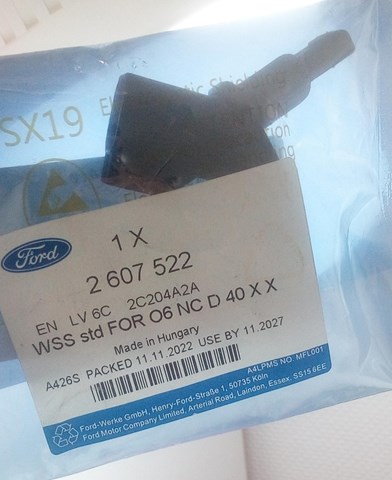 SX19
Ford
1 X
2 607 522
EN LV 6C 2C204A2A
WSS std FOR O6 NC D 40 X X
Made in Hungary
A426S PACKED 11.11.2022 USE BY 11.2027
A4LPMS NO. MFL001
Ford-Werke GmbH, Henry-Ford-Straße 1, 50735 Köln
Ford Motor Company Limited, Arterial Road, Laindon, Essex. SS15 6EE